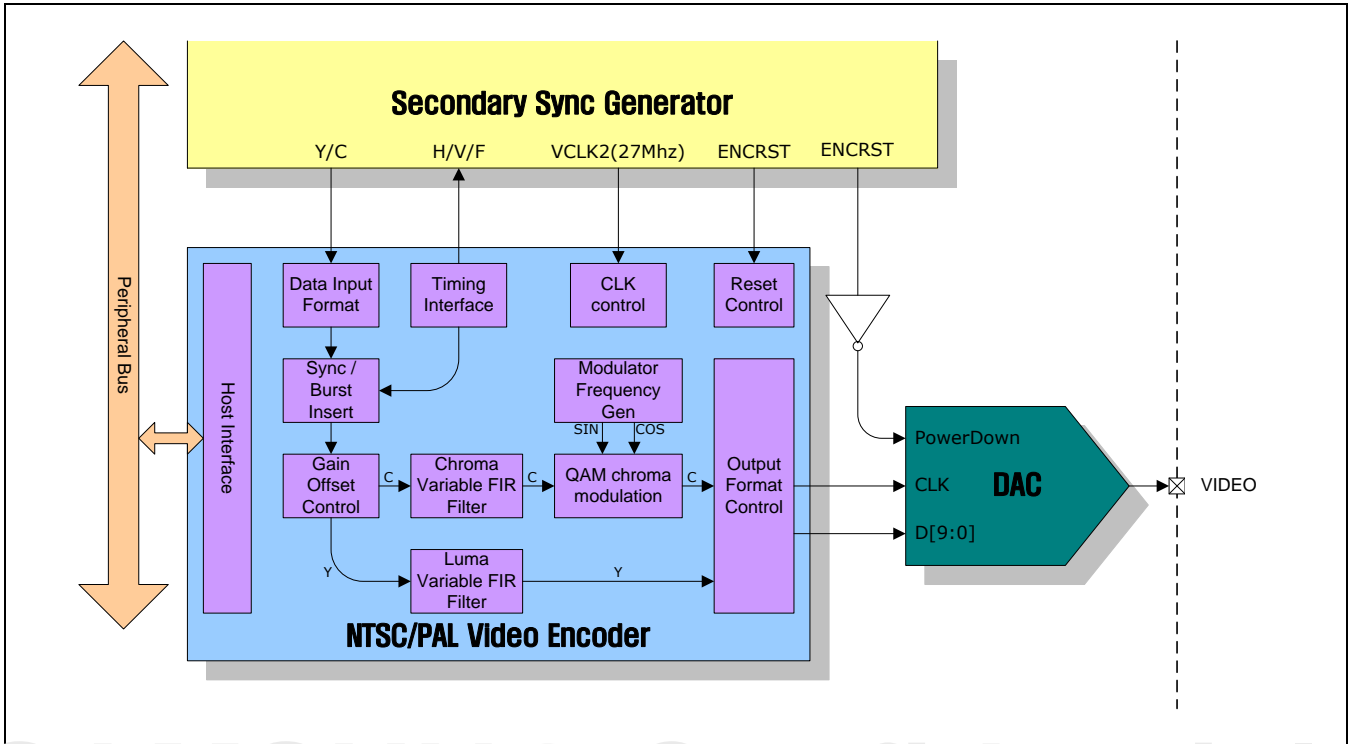 Secondary Sync Generator
Y/C
H/V/F
VCLK2(27Mhz)
ENCRST
ENCRST
Peripheral Bus
Host Interface
Data Input
Format
Timing
Interface
CLK
control
Reset
Control
Sync /
Burst
Insert
Modulator
Frequency
Gen
SIN
COS
Gain
Offset
Control
C
Chroma
Variable FIR
Filter
C
QAM chroma
modulation
C
Output
Format
Control
Y
Luma
Variable FIR
Filter
Y
NTSC/PAL Video Encoder
PowerDown
CLK
D[9:0]
DAC
VIDEO